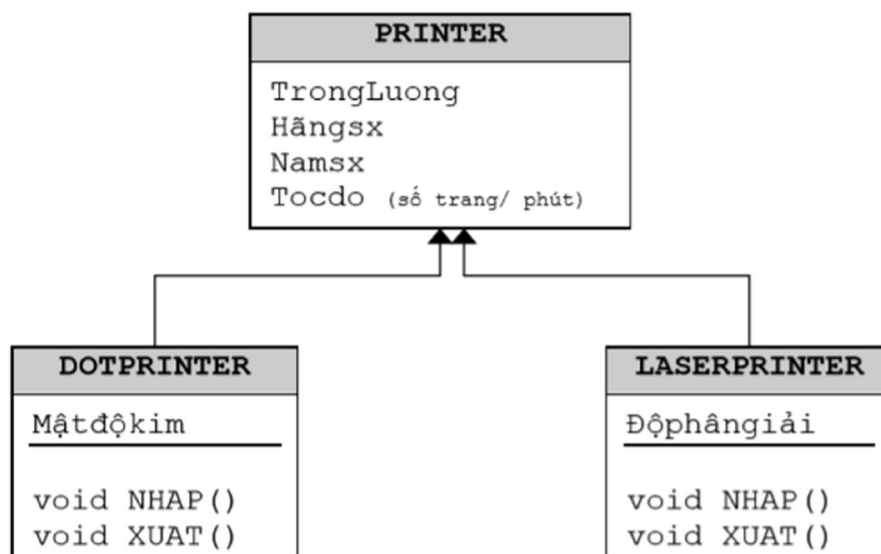 PRINTER
TrongLuong
Hãngsx
Namsx
Tocdo (số trang/ phút)
DOTPRINTER
Mậtđộkim
void NHAP()
void XUAT()
LASERPRINTER
Độphângiải
void NHAP()
void XUAT()